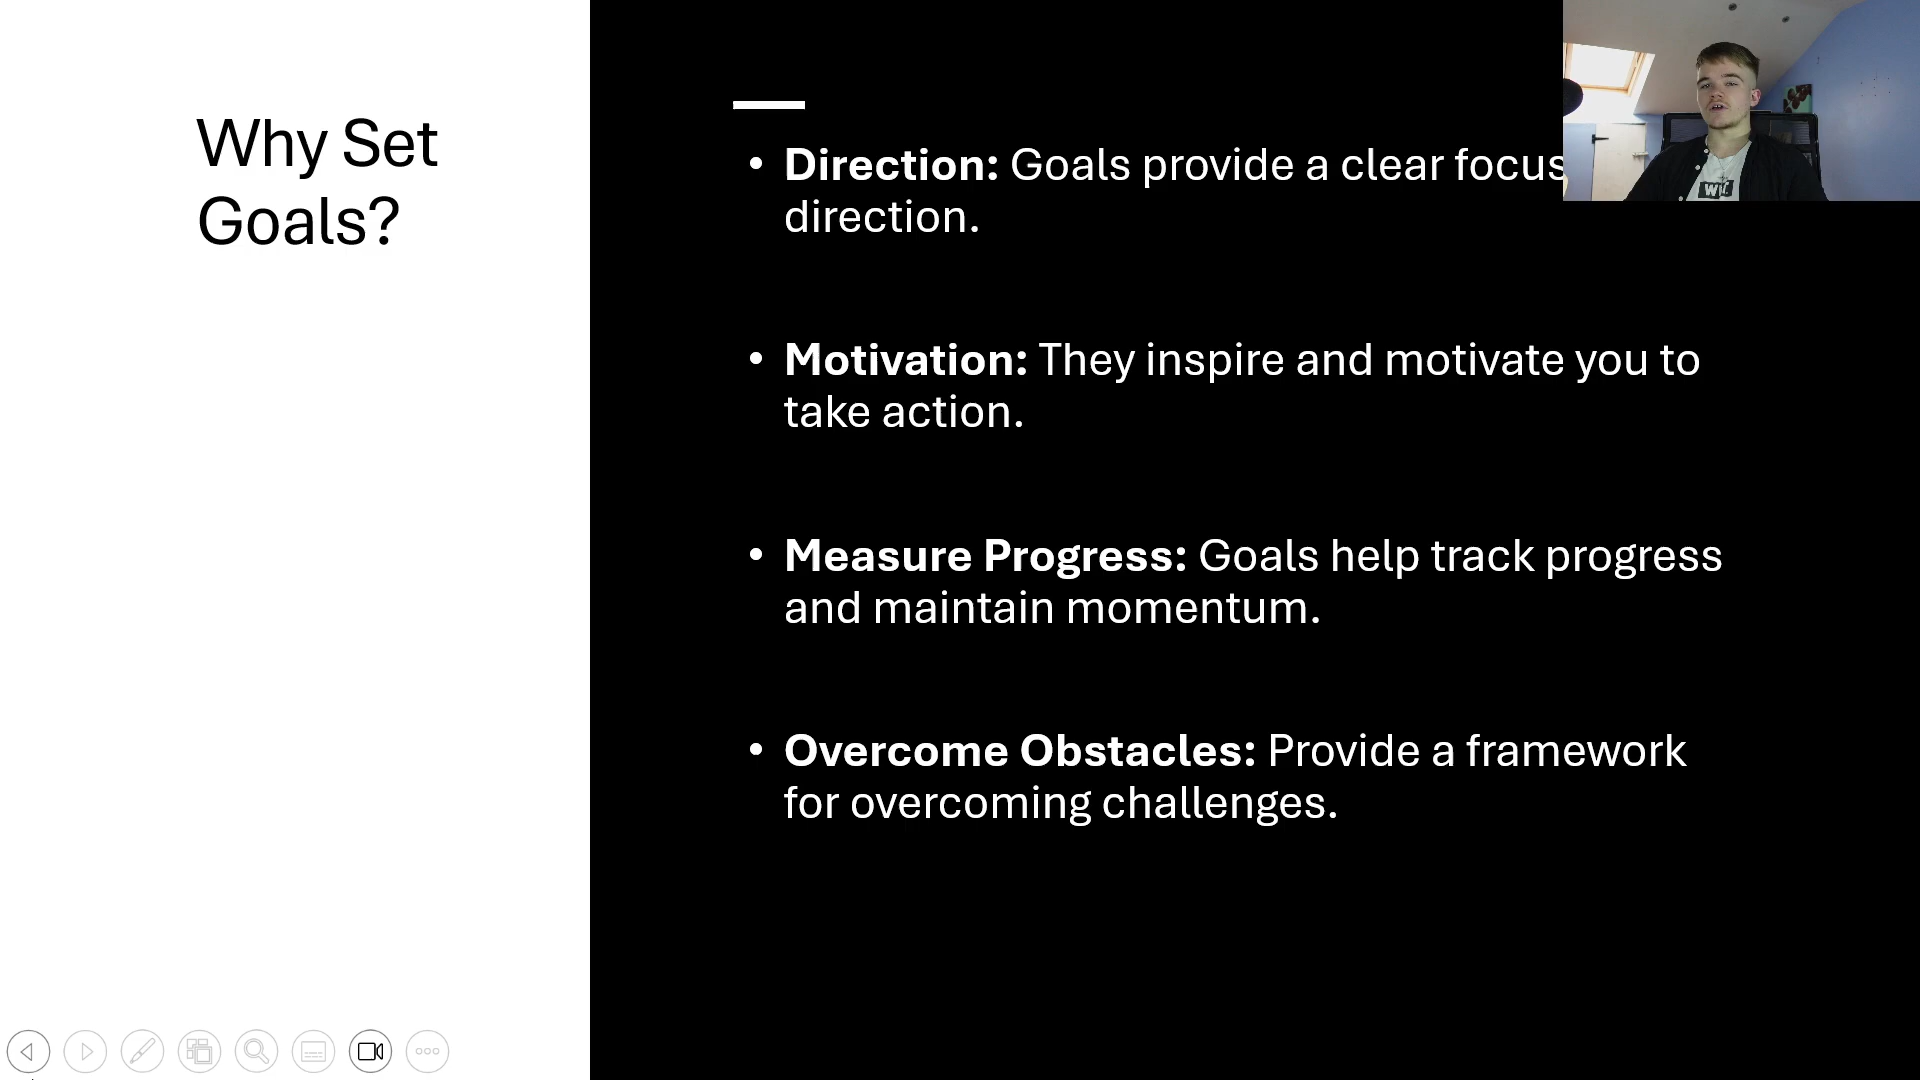 Why Set
Goals?
• Direction: Goals provide a clear focus
direction.
• Motivation: They inspire and motivate you to
take action.
• Measure Progress: Goals help track progress
and maintain momentum.
• Overcome Obstacles: Provide a framework
for overcoming challenges.